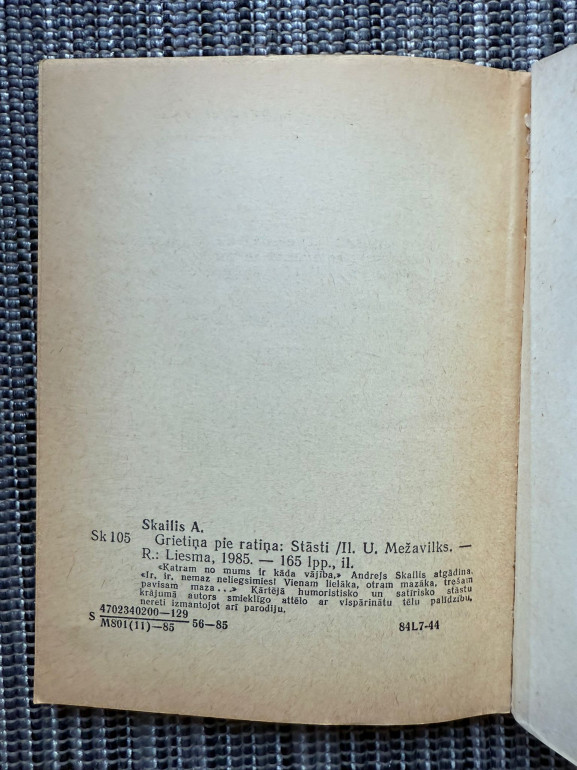 Skailis A.
Sk 105 Grietiņa pie ratiņa: Stāsti /Il. U. Mežavilks. —
R.: Liesma, 1985. — 165 lpp., il.
«Katram no mums ir kāda vājība.» Andrejs Skailis atgādina.
«Ir, ir, nemaz neliegsimies! Vienam lielāka, otram mazāka, trešam
pavisam maza...» Kārtējā humoristisko un satīrisko stāstu
krājumā autors smieklīgo attēlo ar vispārinātu tēlu palīdzību,
nereti izmantojot arī parodiju.
S 4702340200—129
M801(11)—85 56—85 84L7-44